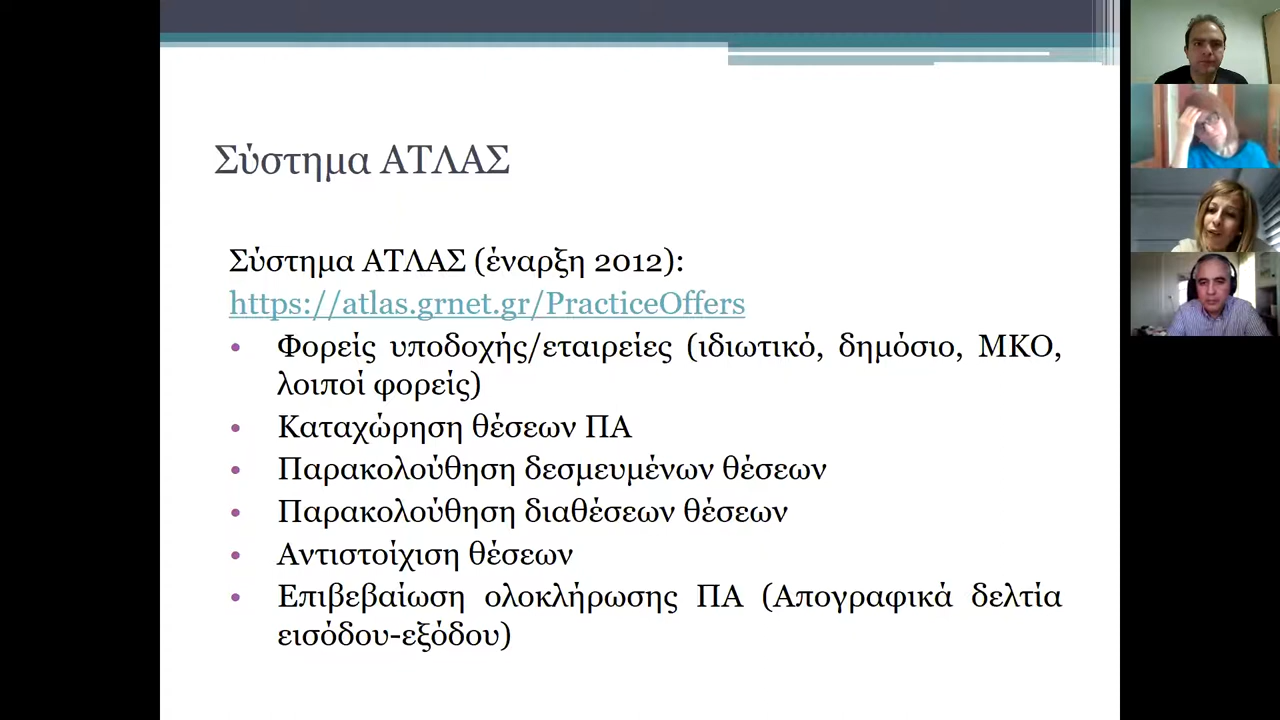 Σύστημα ΑΤΛΑΣ
Σύστημα ΑΤΛΑΣ (έναρξη 2012):
https://atlas.grnet.gr/PracticeOffers
• Φορείς υποδοχής/εταιρείες (ιδιωτικό, δημόσιο, ΜΚΟ,
λοιποί φορείς)
• Καταχώρηση θέσεων ΠΑ
• Παρακολούθηση δεσμευμένων θέσεων
• Παρακολούθηση διαθέσεων θέσεων
• Αντιστοίχιση θέσεων
• Επιβεβαίωση ολοκλήρωσης ΠΑ (Απογραφικά δελτία
εισόδου-εξόδου)